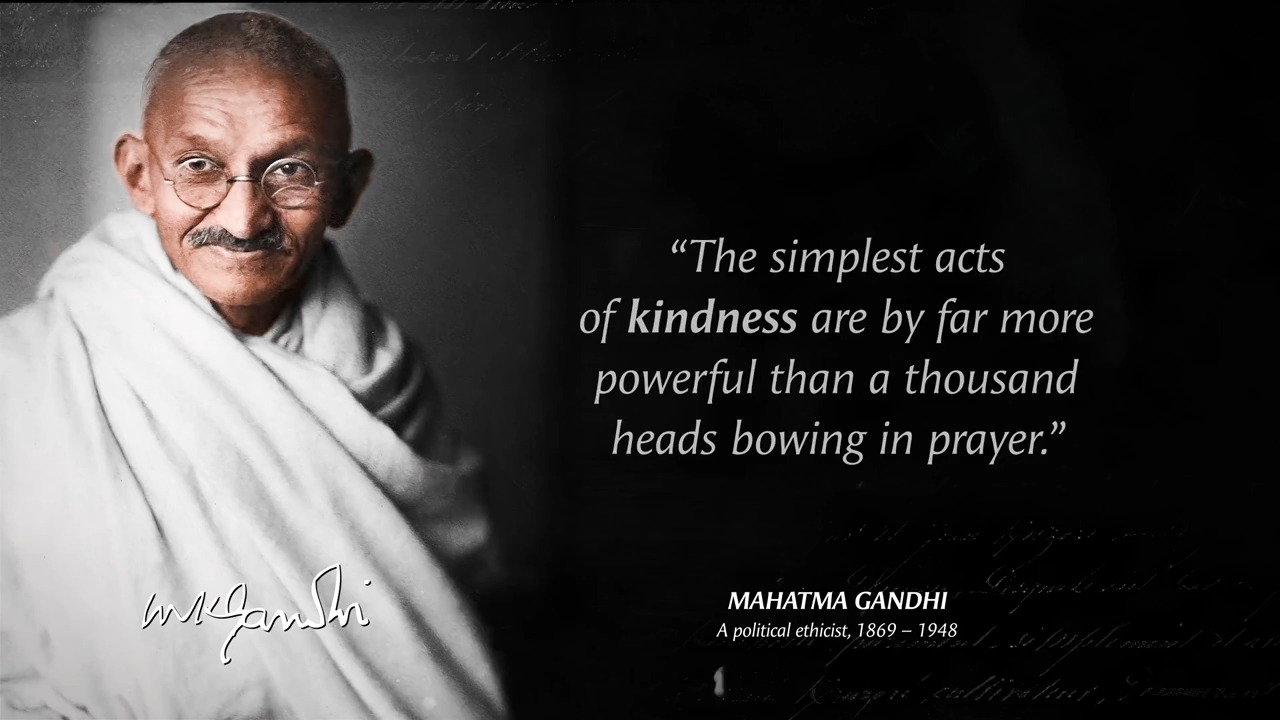 “The simplest acts
of kindness are by far more
powerful than a thousand
heads bowing in prayer.”
MKGandhi
MAHATMA GANDHI
A political ethicist, 1869 – 1948